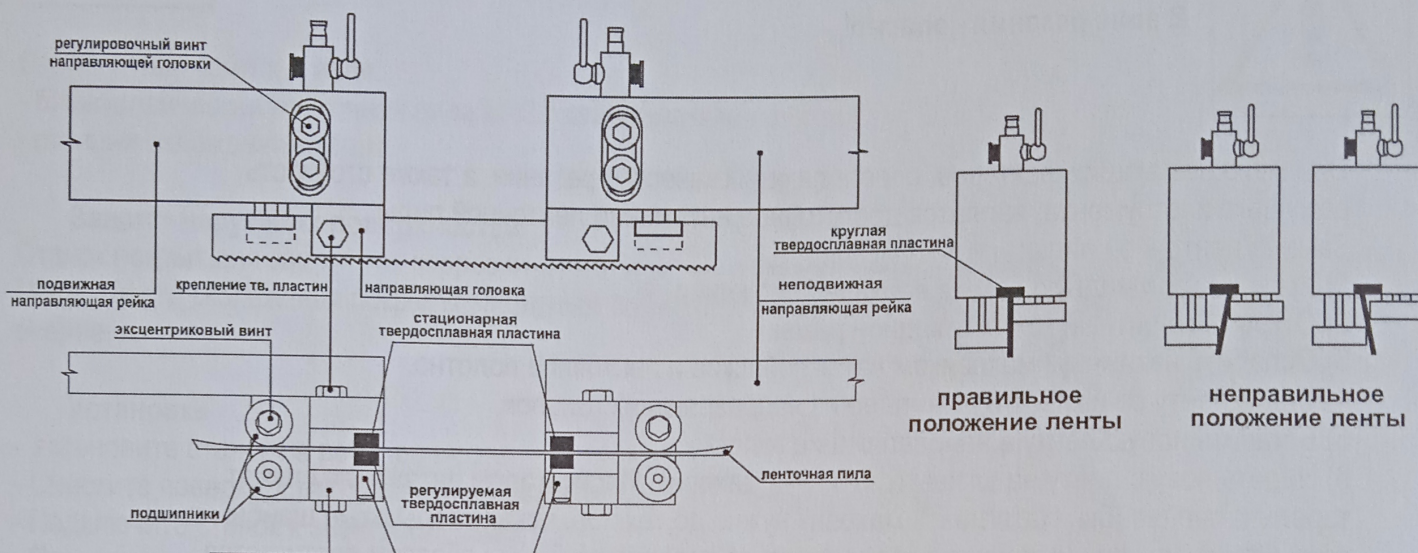 регулировочный винт
направляющей головки
круглая
твердосплавная пластина
подвижная
направляющая рейка
крепление тв. пластин
направляющая головка
неподвижная
направляющая рейка
эксцентриковый винт
стационарная
твердосплавная пластина
правильное
положение ленты
неправильное
положение ленты
ленточная пила
подшипники
регулируемая
твердосплавная
пластина